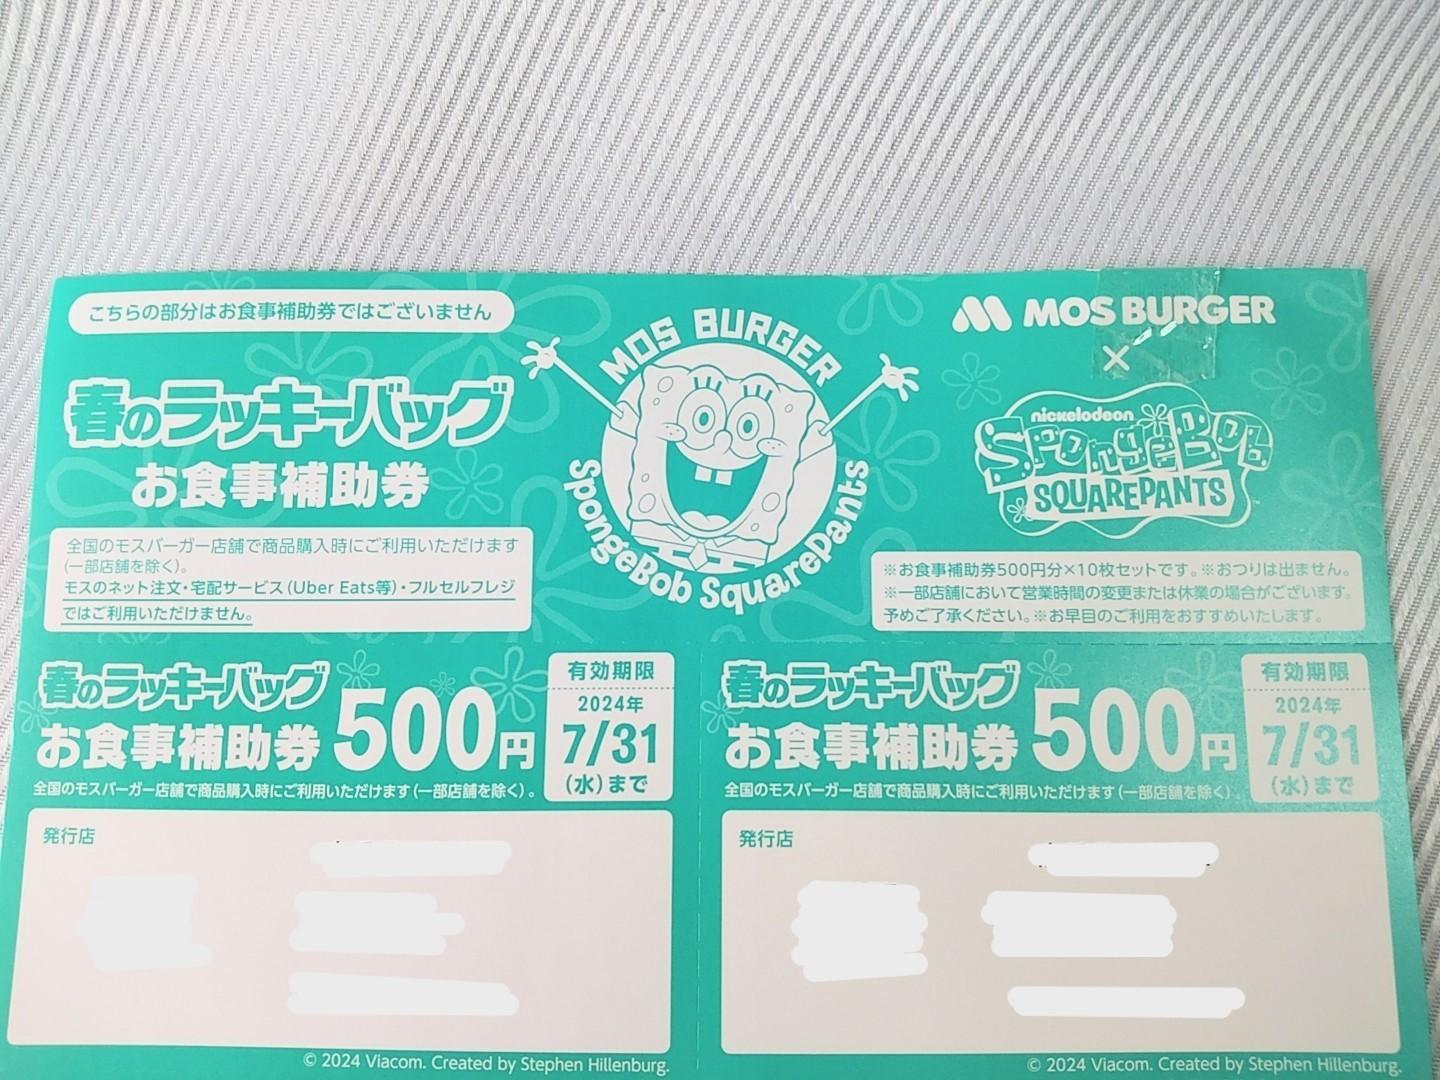 こちらの部分はお食事補助券ではございません
春のラッキーバッグ
お食事補助券
全国のモスバーガー店舗で商品購入時にご利用いただけます
(一部店舗を除く)。
モスのネット注文・宅配サービス(Uber Eats等)・フルセルフレジ
ではご利用いただけません。
MOS BURGER
SpongeBob SquarePants
MOS BURGER
×
nickelodeon
SPongeBob
SQUAREPANTS
※お食事補助券500円分×10枚セットです。※おつりは出ません。
※一部店舗において営業時間の変更または休業の場合がございます。
予めご了承ください。※お早目のご利用をおすすめいたします。
春のラッキーバッグ
お食事補助券 500円
全国のモスバーガー店舗で商品購入時にご利用いただけます(一部店舗を除く)。
有効期限
2024年
7/31
(水)まで
発行店
© 2024 Viacom. Created by Stephen Hillenburg.
春のラッキーバッグ
お食事補助券 500円
全国のモスバーガー店舗で商品購入時にご利用いただけます(一部店舗を除く)
有効期限
2024年
7/31
(水)まで
発行店
© 2024 Viacom. Created by Stephen Hillenburg.